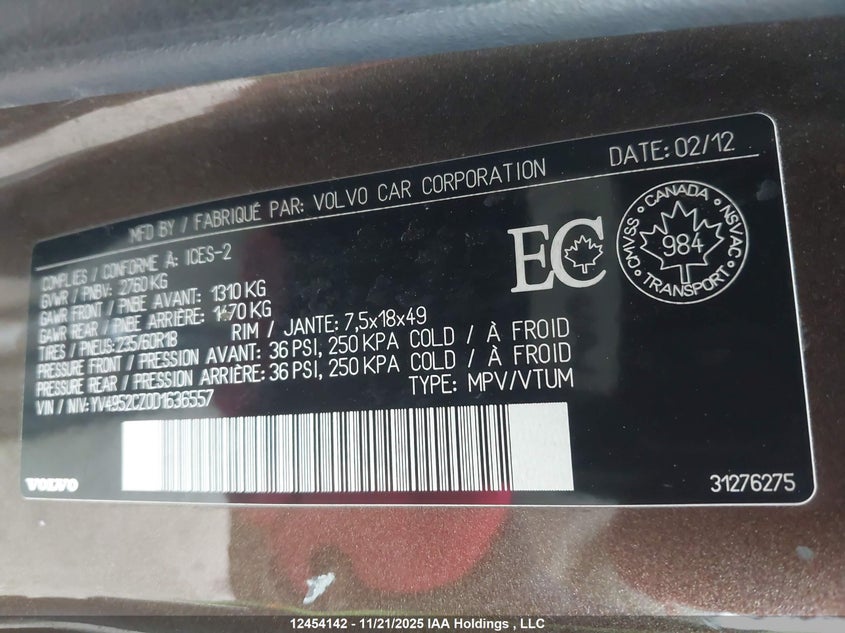 MFD BY / FABRIQUÉ PAR: VOLVO CAR CORPORATION DATE: 02/12
COMPLIES / CONFORME A: ICES-2
GVWR / PNBV: 2760 KG
GAWR FRONT / PNBE AVANT: 1310 KG
GAWR REAR / PNBE ARRIÈRE: 1470 KG
TIRES / PNEUS: 235/60R18 RIM / JANTE: 7,5x18x49
PRESSURE FRONT / PRESSION AVANT: 36 PSI, 250 KPA COLD / À FROID
PRESSURE REAR / PRESSION ARRIÈRE: 36 PSI, 250 KPA COLD / À FROID
VIN / NIV: YV4952CZ0D1636557 TYPE: MPV/VTUM
EC
CANADA
CMVSS · NSVAC
984
TRANSPORT
VOLVO
31276275
12454142 - 11/21/2025 IAA Holdings , LLC